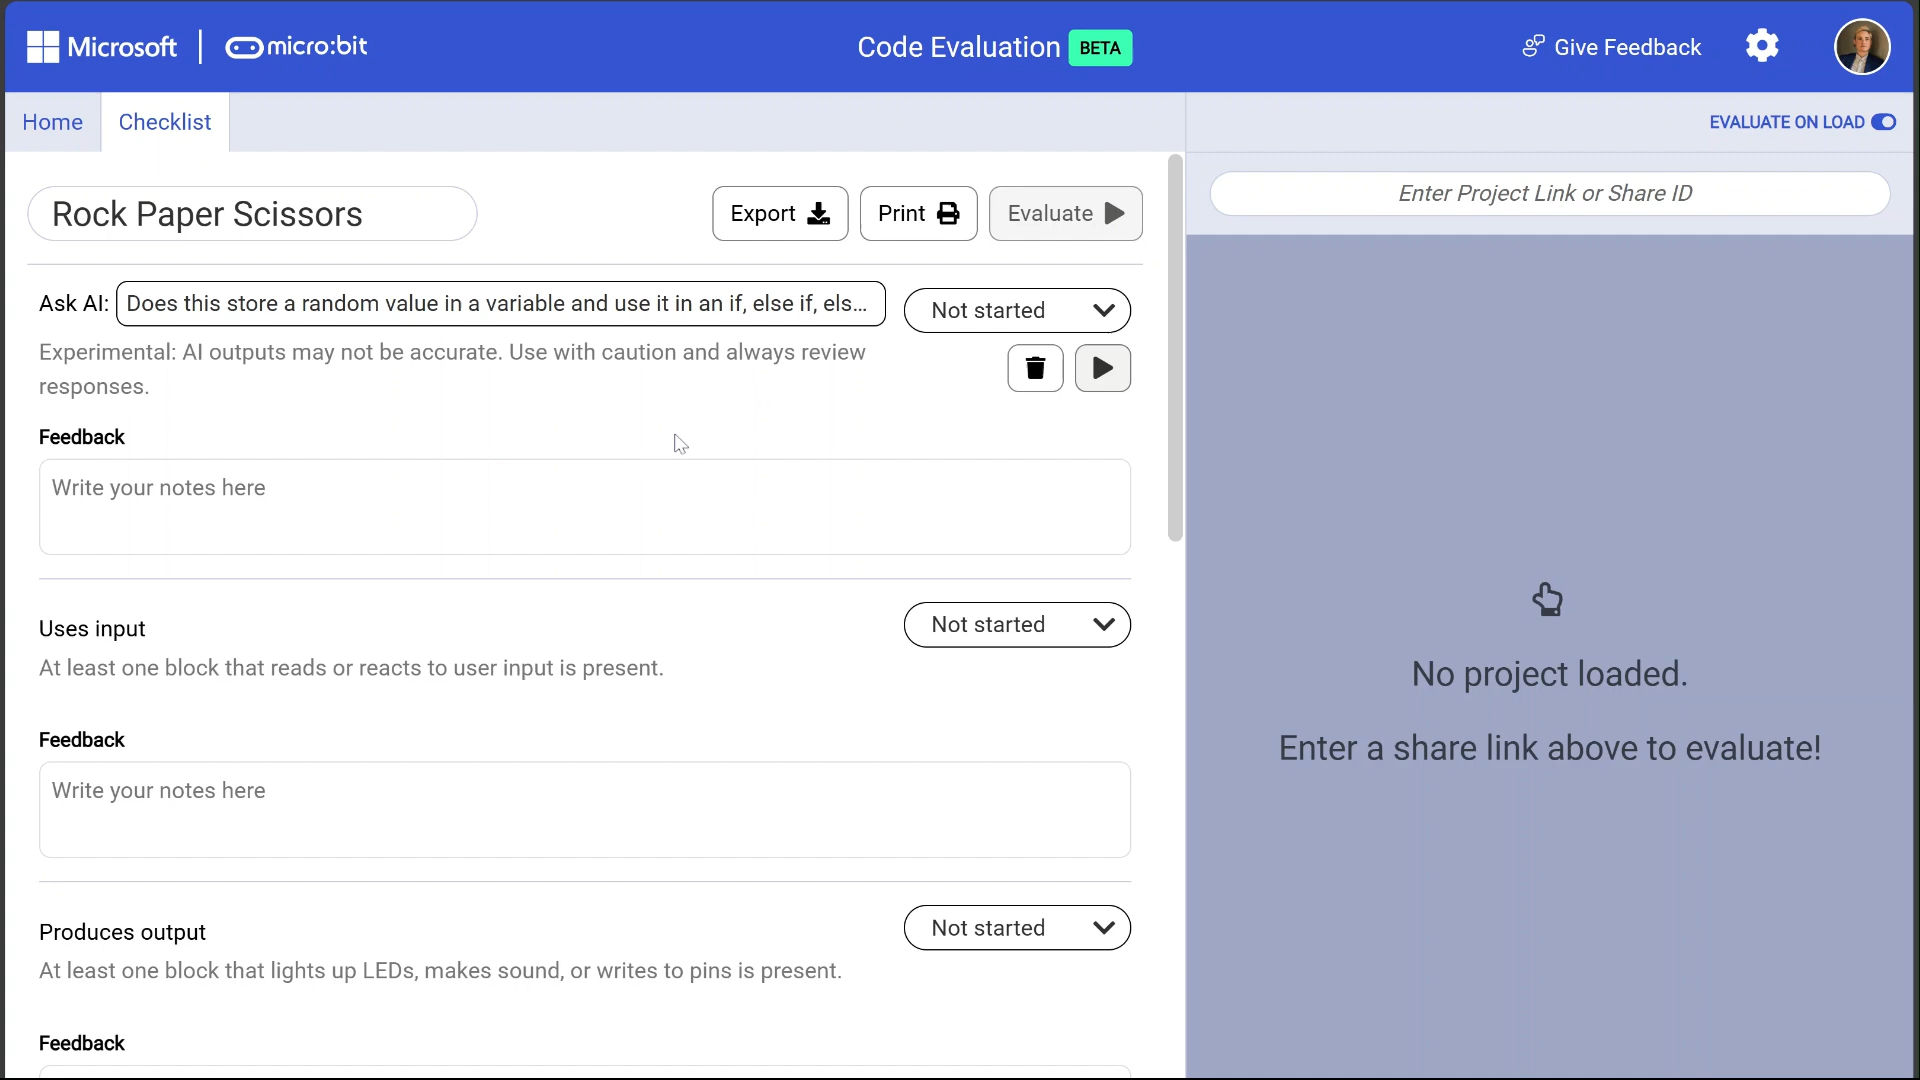 Microsoft | micro:bit
Code Evaluation BETA
Give Feedback
Home
Checklist
EVALUATE ON LOAD
Rock Paper Scissors
Export
Print
Evaluate
Enter Project Link or Share ID
Ask AI: Does this store a random value in a variable and use it in an if, else if, els...
Not started
Experimental: AI outputs may not be accurate. Use with caution and always review
responses.
Feedback
Write your notes here
Uses input
Not started
At least one block that reads or reacts to user input is present.
Feedback
Write your notes here
Produces output
Not started
At least one block that lights up LEDs, makes sound, or writes to pins is present.
Feedback
No project loaded.
Enter a share link above to evaluate!